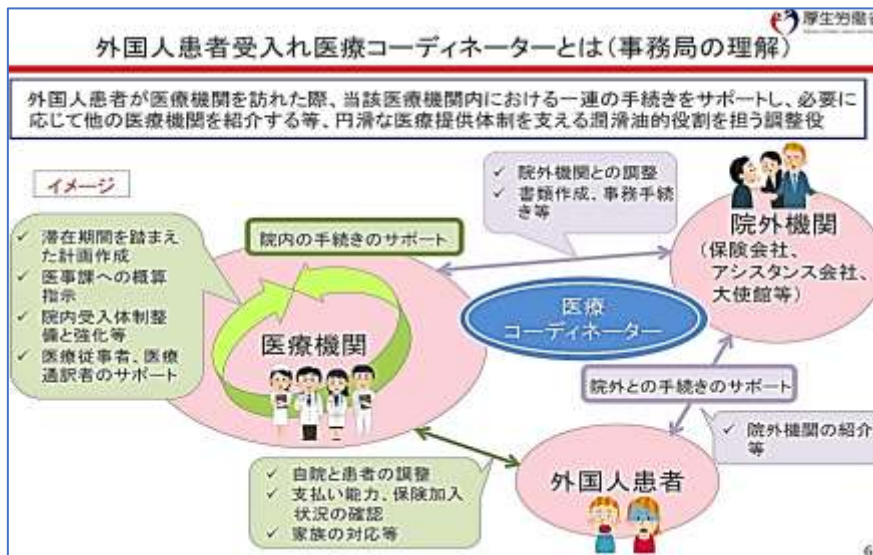 厚生労働省
外国人患者受入れ医療コーディネーターとは(事務局の理解)
外国人患者が医療機関を訪れた際、当該医療機関内における一連の手続きをサポートし、必要に
応じて他の医療機関を紹介する等、円滑な医療提供体制を支える潤滑油的役割を担う調整役
イメージ
✓ 院外機関との調整
✓ 書類作成、事務手続
き等
院外機関
(保険会社、
アシスタンス会社、
大使館等)
✓ 滞在期間を踏まえ
た計画作成
✓ 医事課への概算
指示
✓ 院内受入体制整
備と強化等
✓ 医療従事者、医療
通訳者のサポート
院内の手続きのサポート
医療機関
医療
コーディネーター
院外との手続きのサポート
✓ 院外機関の紹介
等
✓ 自院と患者の調整
✓ 支払い能力、保険加入
状況の確認
✓ 家族の対応等
外国人患者
6